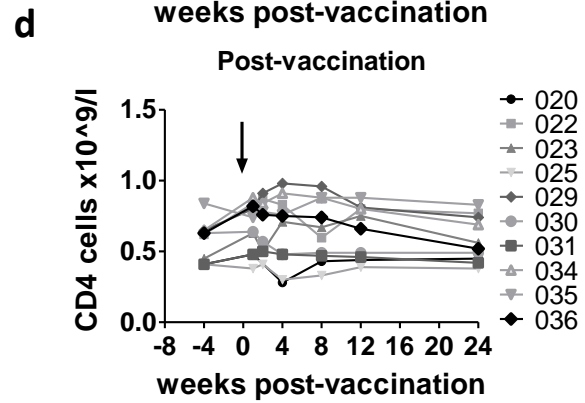 weeks post-vaccination
d
Post-vaccination
CD4 cells x10^9/l
1.5
1.0
0.5
0.0
-8 -4 0 4 8 12 16 20 24
weeks post-vaccination
020
022
023
025
029
030
031
034
035
036